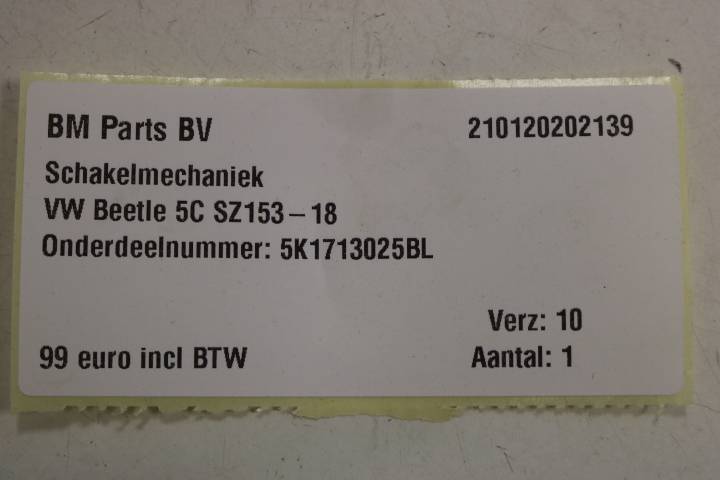 BM Parts BV 210120202139
Schakelmechaniek
VW Beetle 5C SZ153-18
Onderdeelnummer: 5K1713025BL
Verz: 10
99 euro incl BTW Aantal: 1